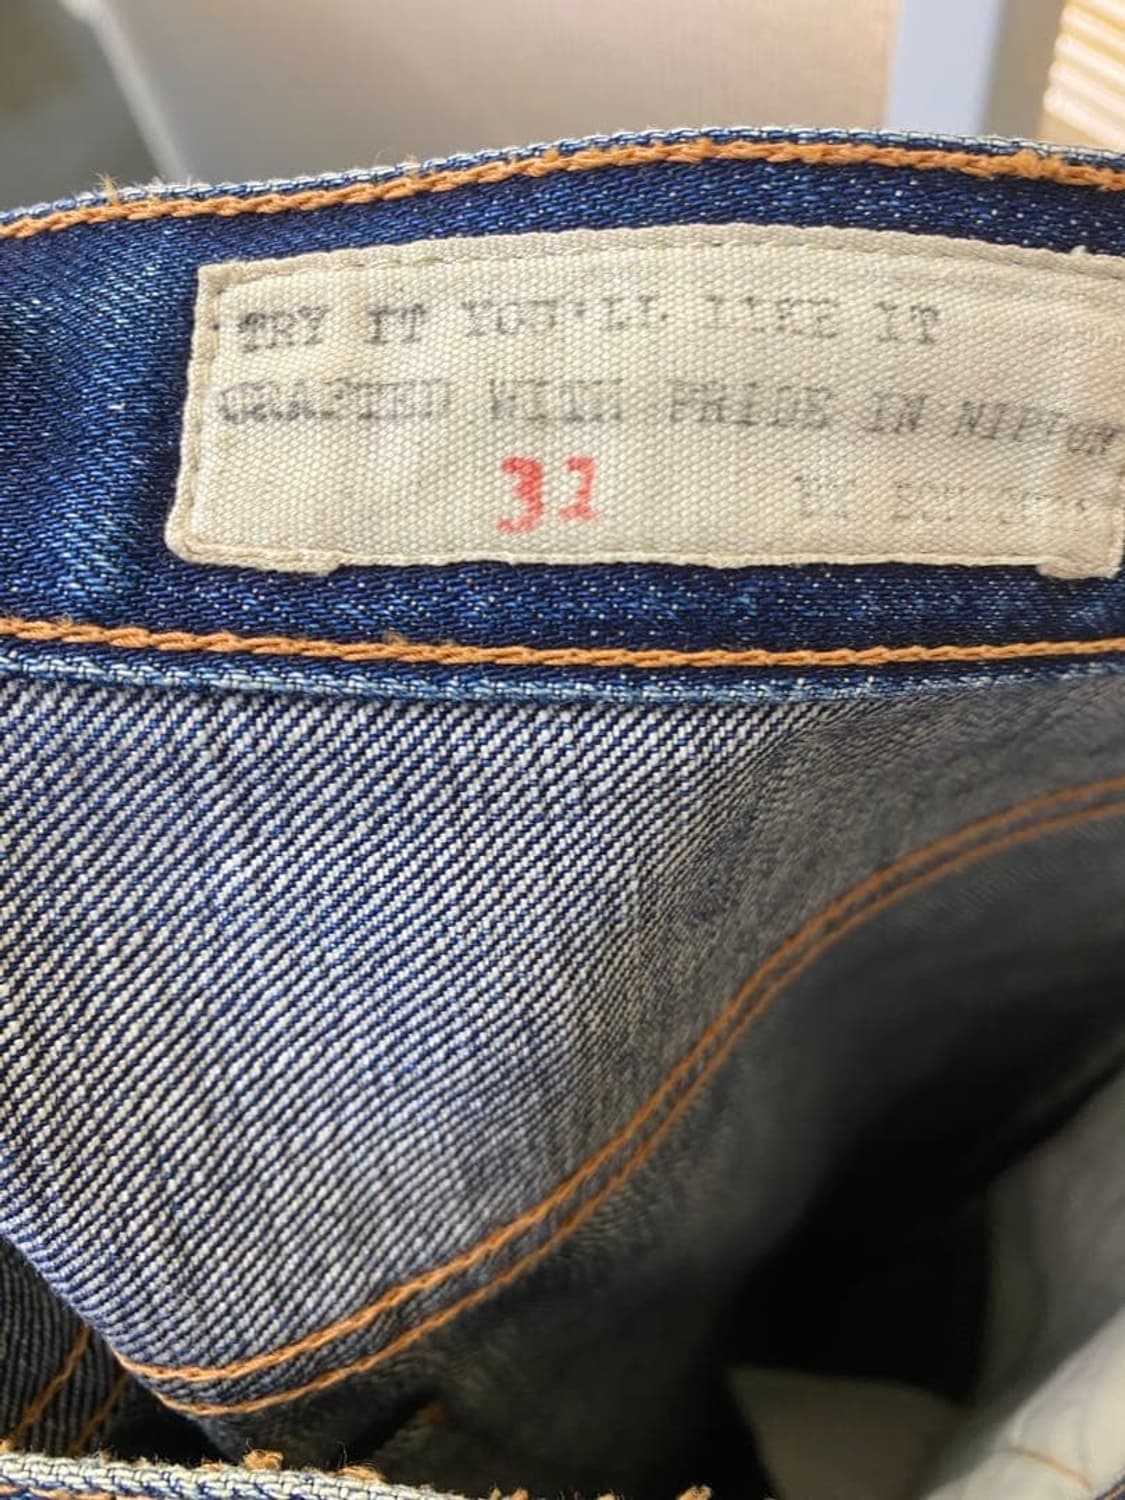 TRY IT YOU'LL LIKE IT
CRAFTED WITH PRIDE IN NIPPON
31